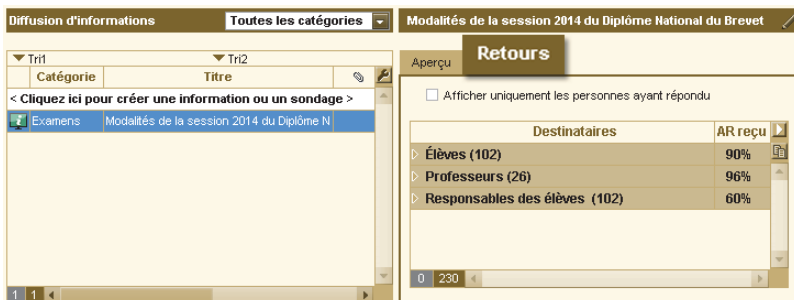 Diffusion d'informations
Toutes les catégories
Tri1 Tri2
Catégorie Titre
< Cliquez ici pour créer une information ou un sondage >
Examens Modalités de la session 2014 du Diplôme N
1 1
Modalités de la session 2014 du Diplôme National du Brevet
Aperçu Retours
Afficher uniquement les personnes ayant répondu
Destinataires AR reçu
Élèves (102) 90%
Professeurs (26) 96%
Responsables des élèves (102) 60%
0 230